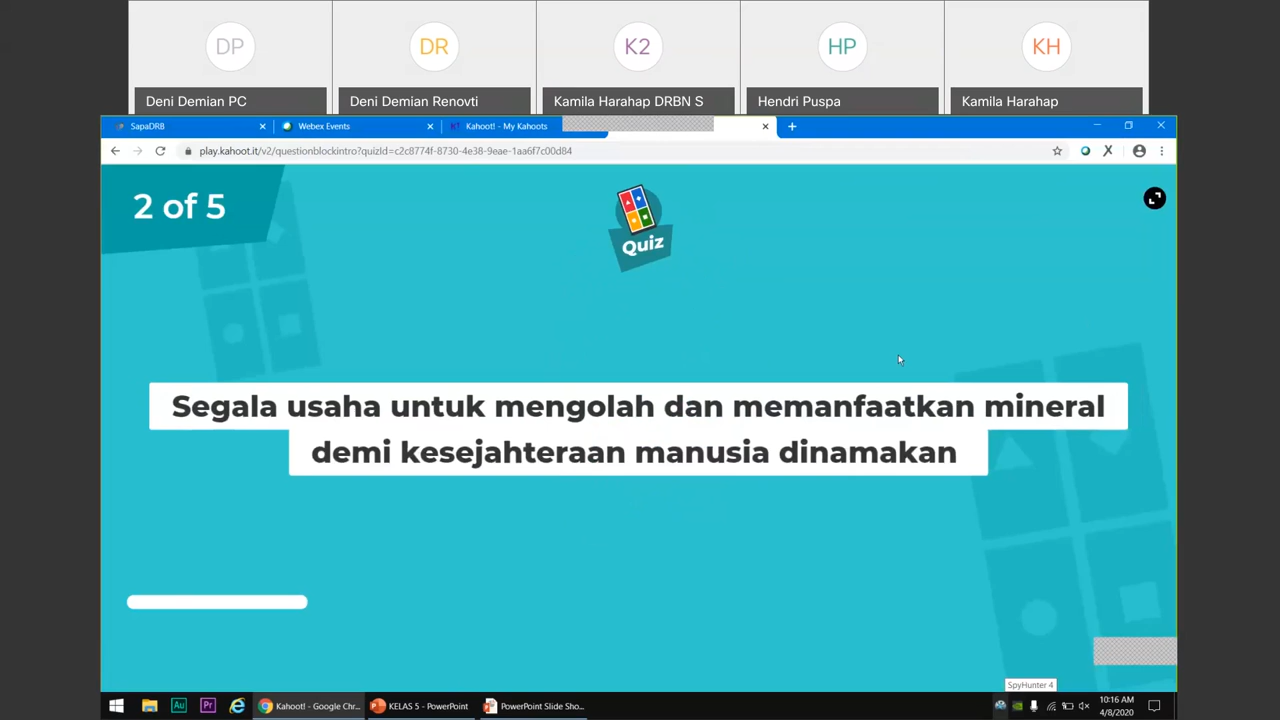 DP
DR
K2
HP
KH
Deni Demian PC
Deni Demian Renovti
Kamila Harahap DRBN S
Hendri Puspa
Kamila Harahap
SapaDRB
Webex Events
Kahoot! - My Kahoots
play.kahoot.it/v2/questionblockintro?quizId=c2c8774f-8730-4e38-9eae-1aa6f7c00d84
2 of 5
Quiz
Segala usaha untuk mengolah dan memanfaatkan mineral
demi kesejahteraan manusia dinamakan
SpyHunter 4
Au
Pr
Kahoot! - Google Chr...
KELAS 5 - PowerPoint
PowerPoint Slide Sho...
10:16 AM
4/8/2020